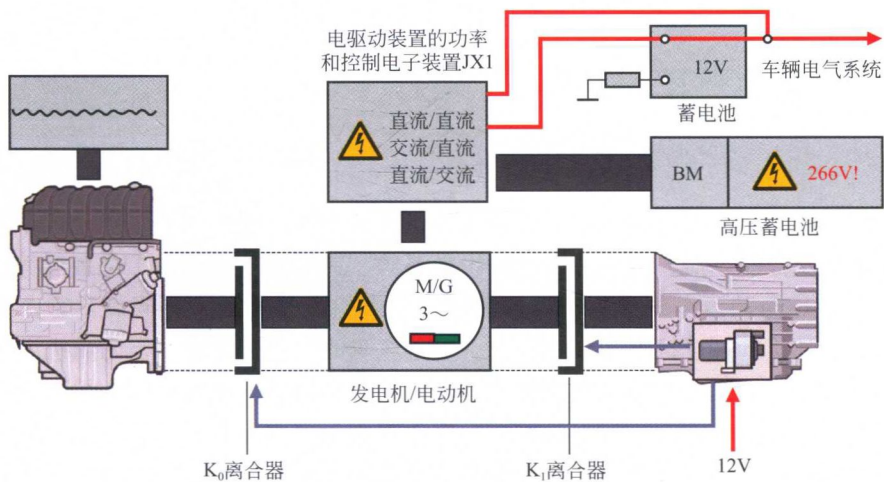 电驱动装置的功率
和控制电子装置JX1
12V
车辆电气系统
蓄电池
直流/直流
交流/直流
直流/交流
BM
266V!
高压蓄电池
M/G
3～
发电机/电动机
K₀离合器
K₁离合器
12V